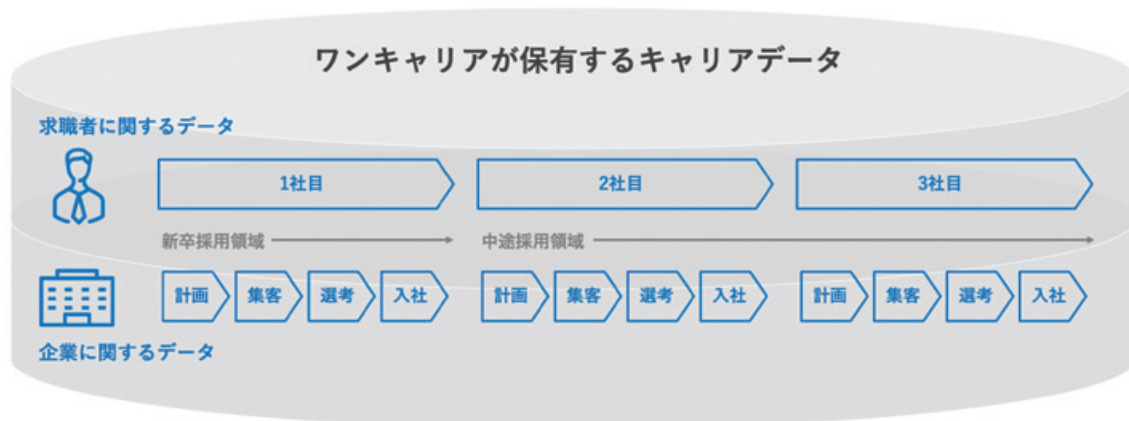 ワンキャリアが保有するキャリアデータ
求職者に関するデータ
1社目 2社目 3社目
新卒採用領域 中途採用領域
計画 集客 選考 入社 計画 集客 選考 入社 計画 集客 選考 入社
企業に関するデータ